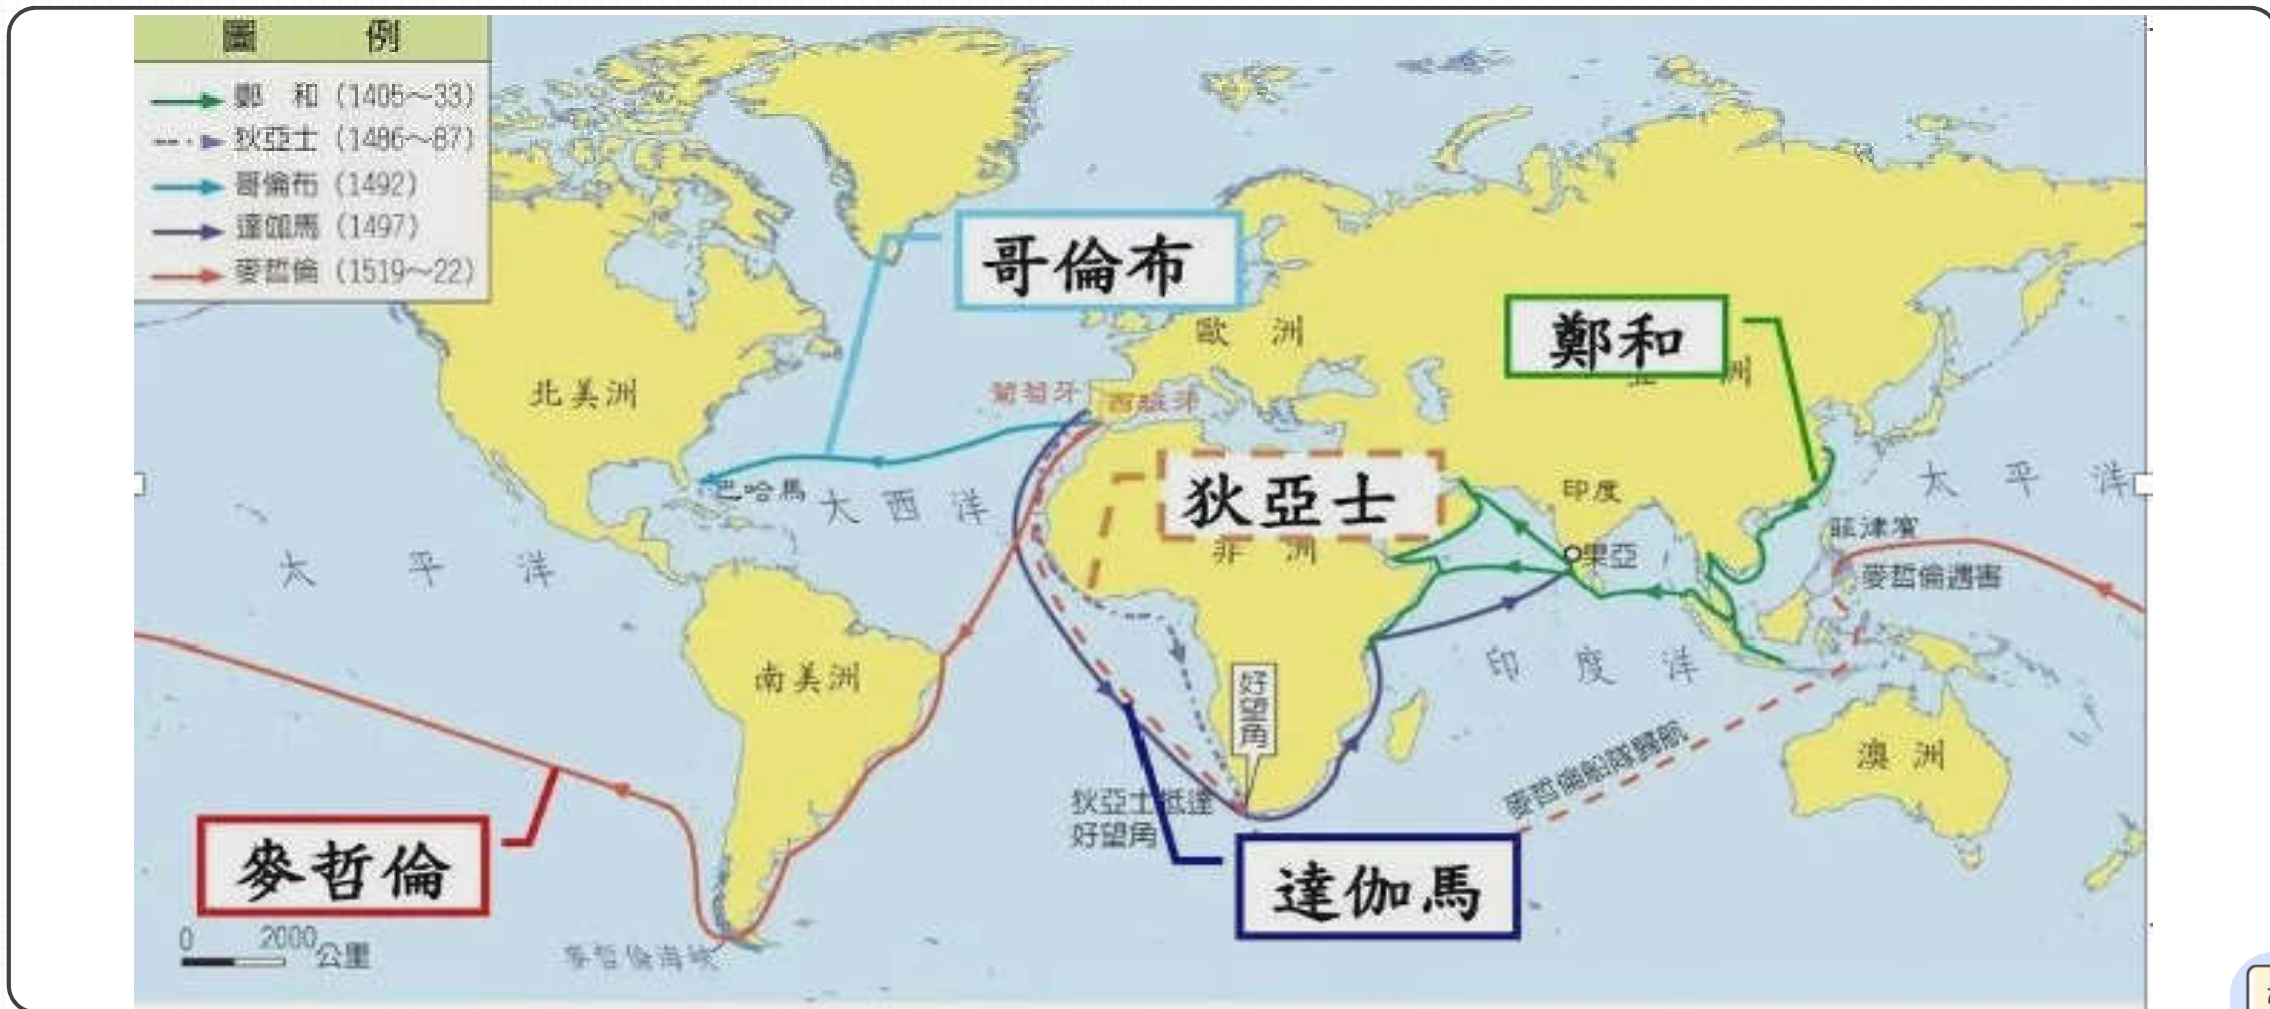 圖 例
鄭 和 (1405～33)
狄亞士 (1486～87)
哥倫布 (1492)
達伽馬 (1497)
麥哲倫 (1519～22)
哥倫布
鄭和
歐 洲
洲
北美洲
葡萄牙
西班牙
狄亞士
印度
太 平 洋
巴哈馬
大 西 洋
菲律賓
非 洲
果亞
太 平 洋
麥哲倫遇害
印 度 洋
南美洲
好望角
麥哲倫船隊歸航
澳 洲
狄亞士抵達
好望角
麥哲倫
達伽馬
0 2000
公里
麥哲倫海峽